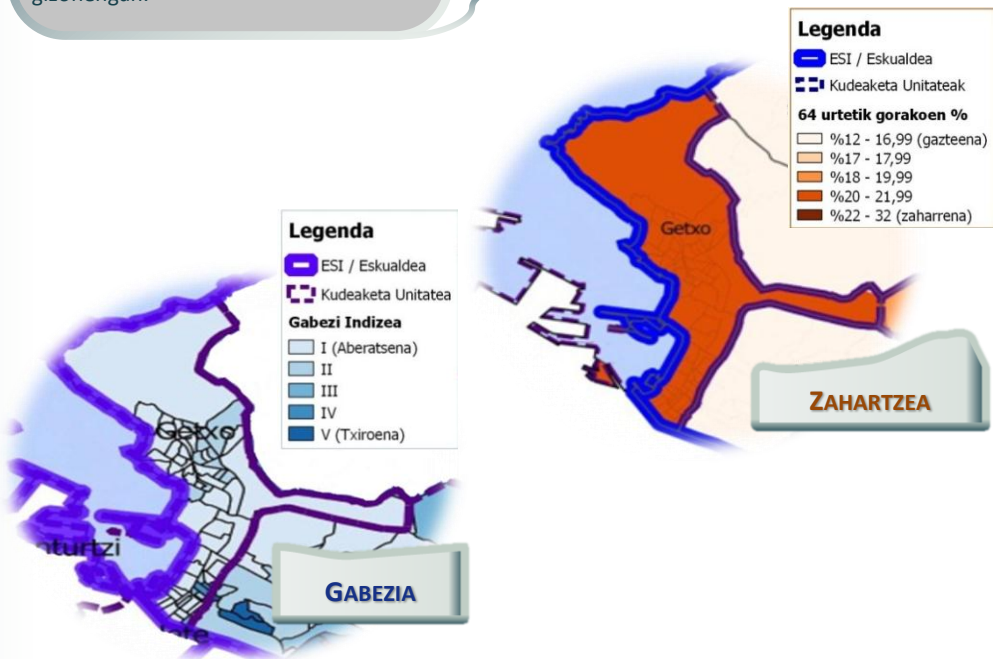 Legenda
ESI / Eskualdea
Kudeaketa Unitateak
64 urtetik gorakoen %
%12 - 16,99 (gazteena)
%17 - 17,99
%18 - 19,99
%20 - 21,99
%22 - 32 (zaharrena)
Getxo
ZAHARTZEA
Legenda
ESI / Eskualdea
Kudeaketa Unitatea
Gabezi Indizea
I (Aberatsena)
II
III
IV
V (Txiroena)
Getxo
nturtzi
GABEZIA